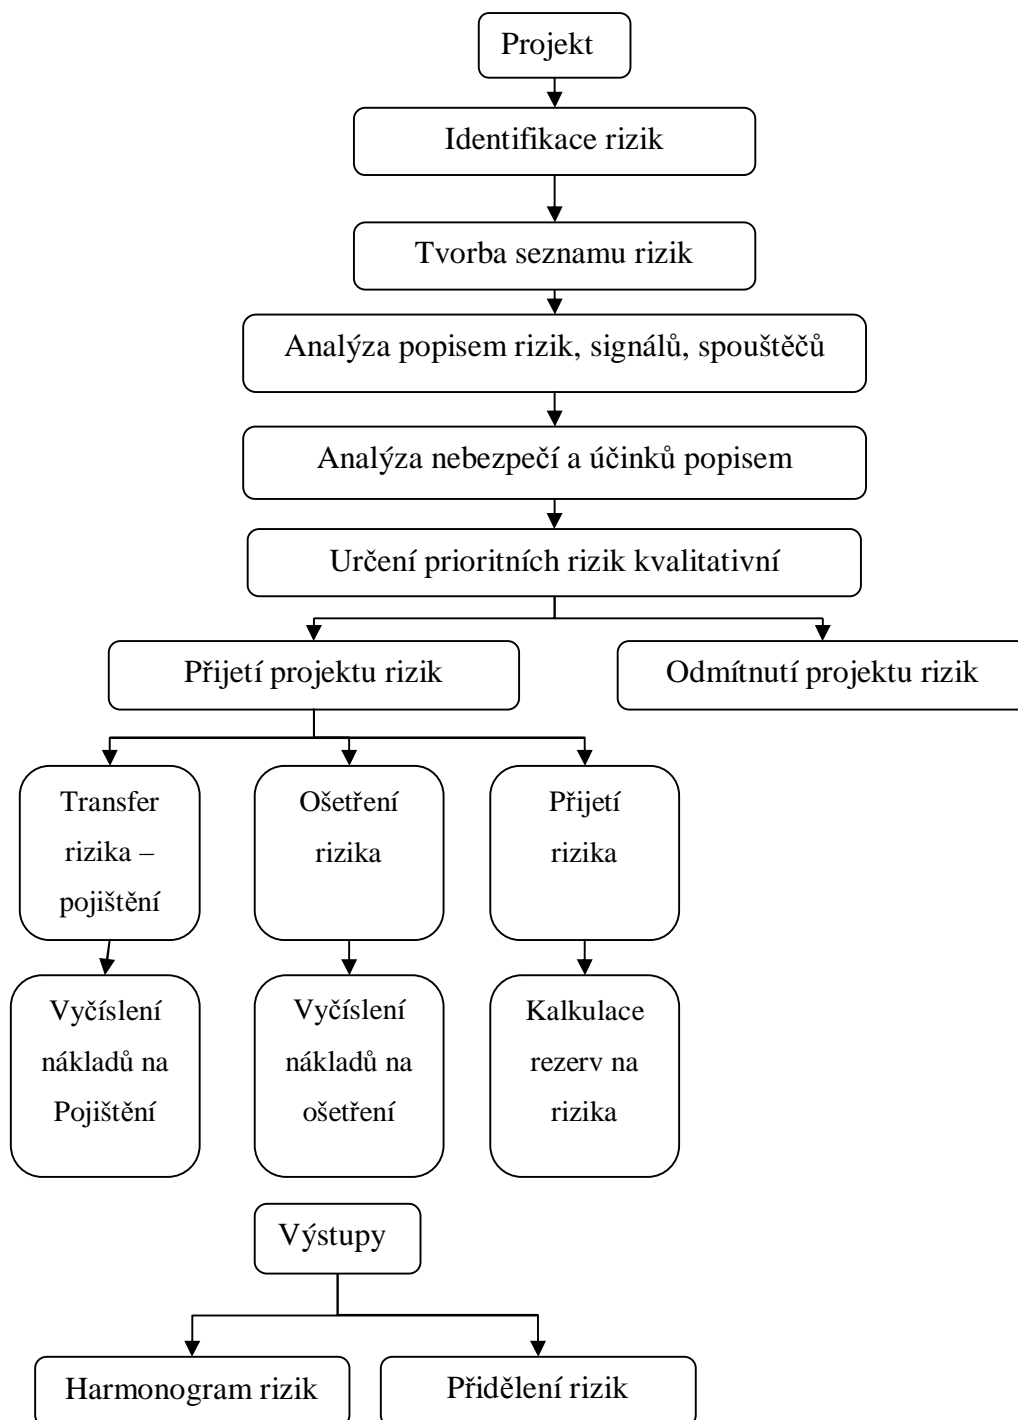 Projekt
Identifikace rizik
Tvorba seznamu rizik
Analýza popisem rizik, signálů, spouštěčů
Analýza nebezpečí a účinků popisem
Určení prioritních rizik kvalitativní
Přijetí projektu rizik
Odmítnutí projektu rizik
Transfer
rizika –
pojištění
Ošetření
rizika
Přijetí
rizika
Vyčíslení
nákladů na
Pojištění
Vyčíslení
nákladů na
ošetření
Kalkulace
rezerv na
rizika
Výstupy
Harmonogram rizik
Přidělení rizik